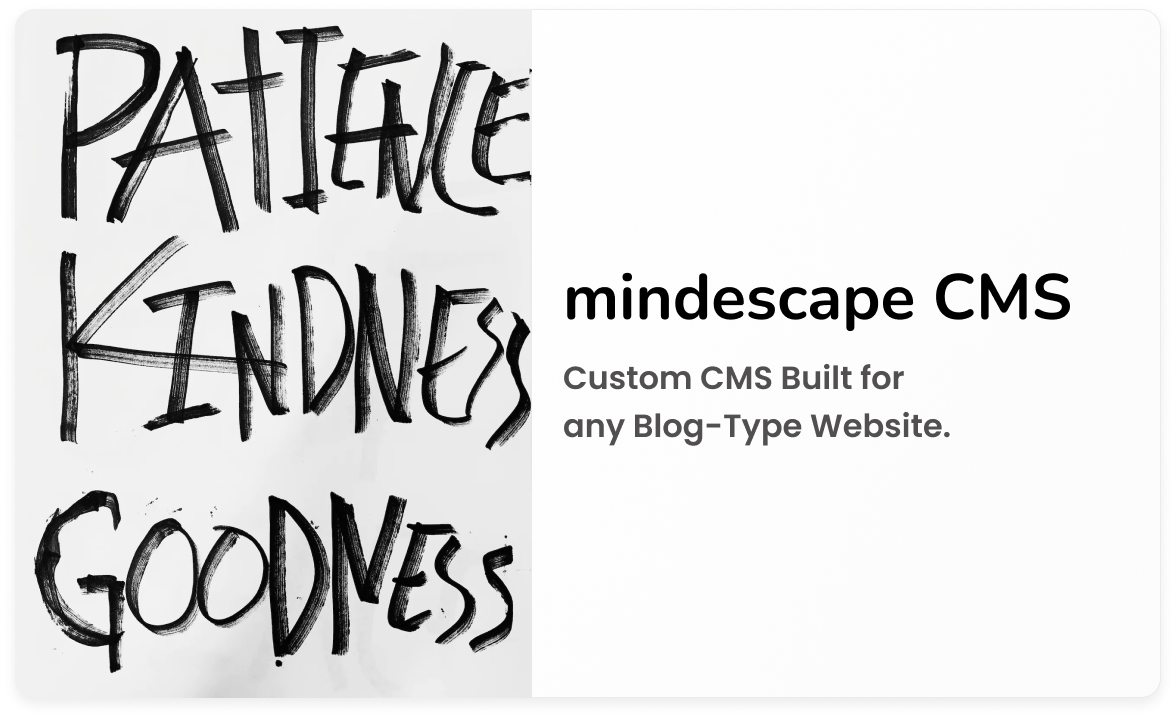 PATIENCE
KINDNESS
GOODNESS
mindescape CMS
Custom CMS Built for
any Blog-Type Website.